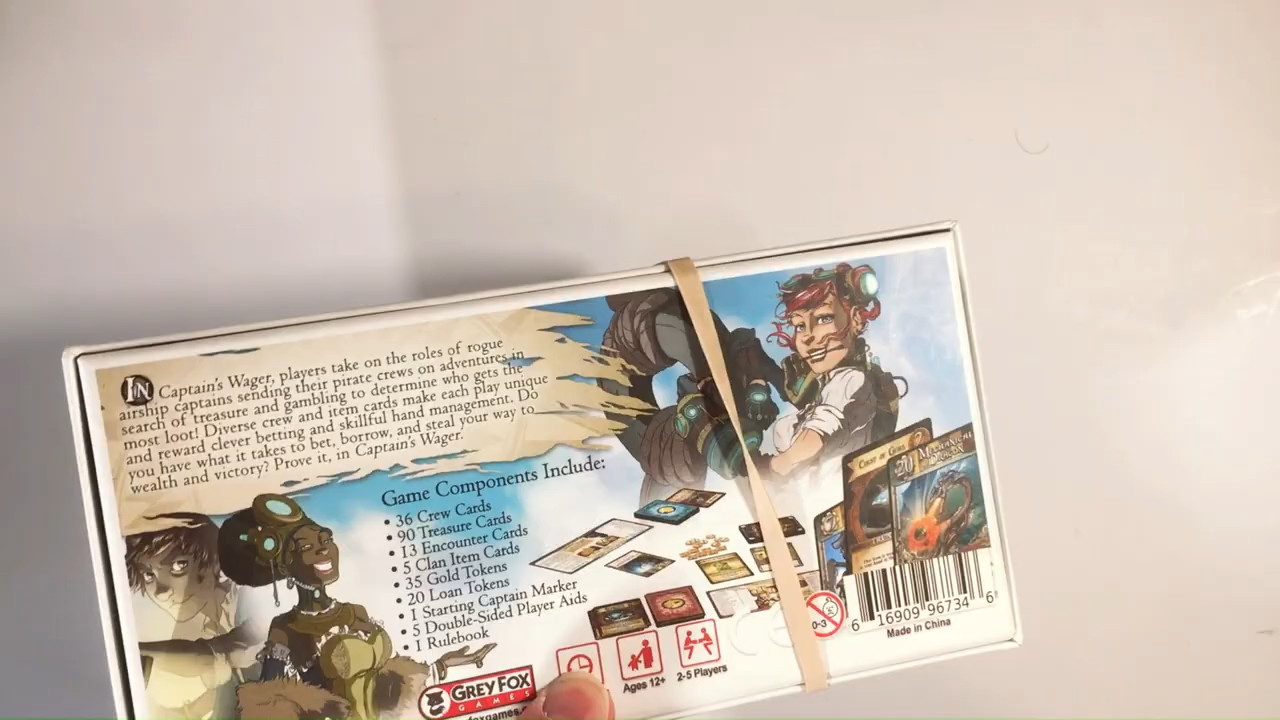 IN Captain's Wager, players take on the roles of rogue
airship captains sending their pirate crews on adventures in
search of treasure and gambling to determine who gets the
most loot! Diverse crew and item cards make each play unique
and reward clever betting and skillful hand management. Do
you have what it takes to bet, borrow, and steal your way to
wealth and victory? Prove it, in Captain's Wager.
Game Components Include:
• 36 Crew Cards
• 90 Treasure Cards
• 13 Encounter Cards
• 5 Clan Item Cards
• 35 Gold Tokens
• 20 Loan Tokens
• 1 Starting Captain Marker
• 5 Double-Sided Player Aids
• 1 Rulebook
20 Mechanical
Dragon
GREY FOX
GAMES
Ages 12+
2-5 Players
0-3
CE
6 16909 96734 6
Made in China